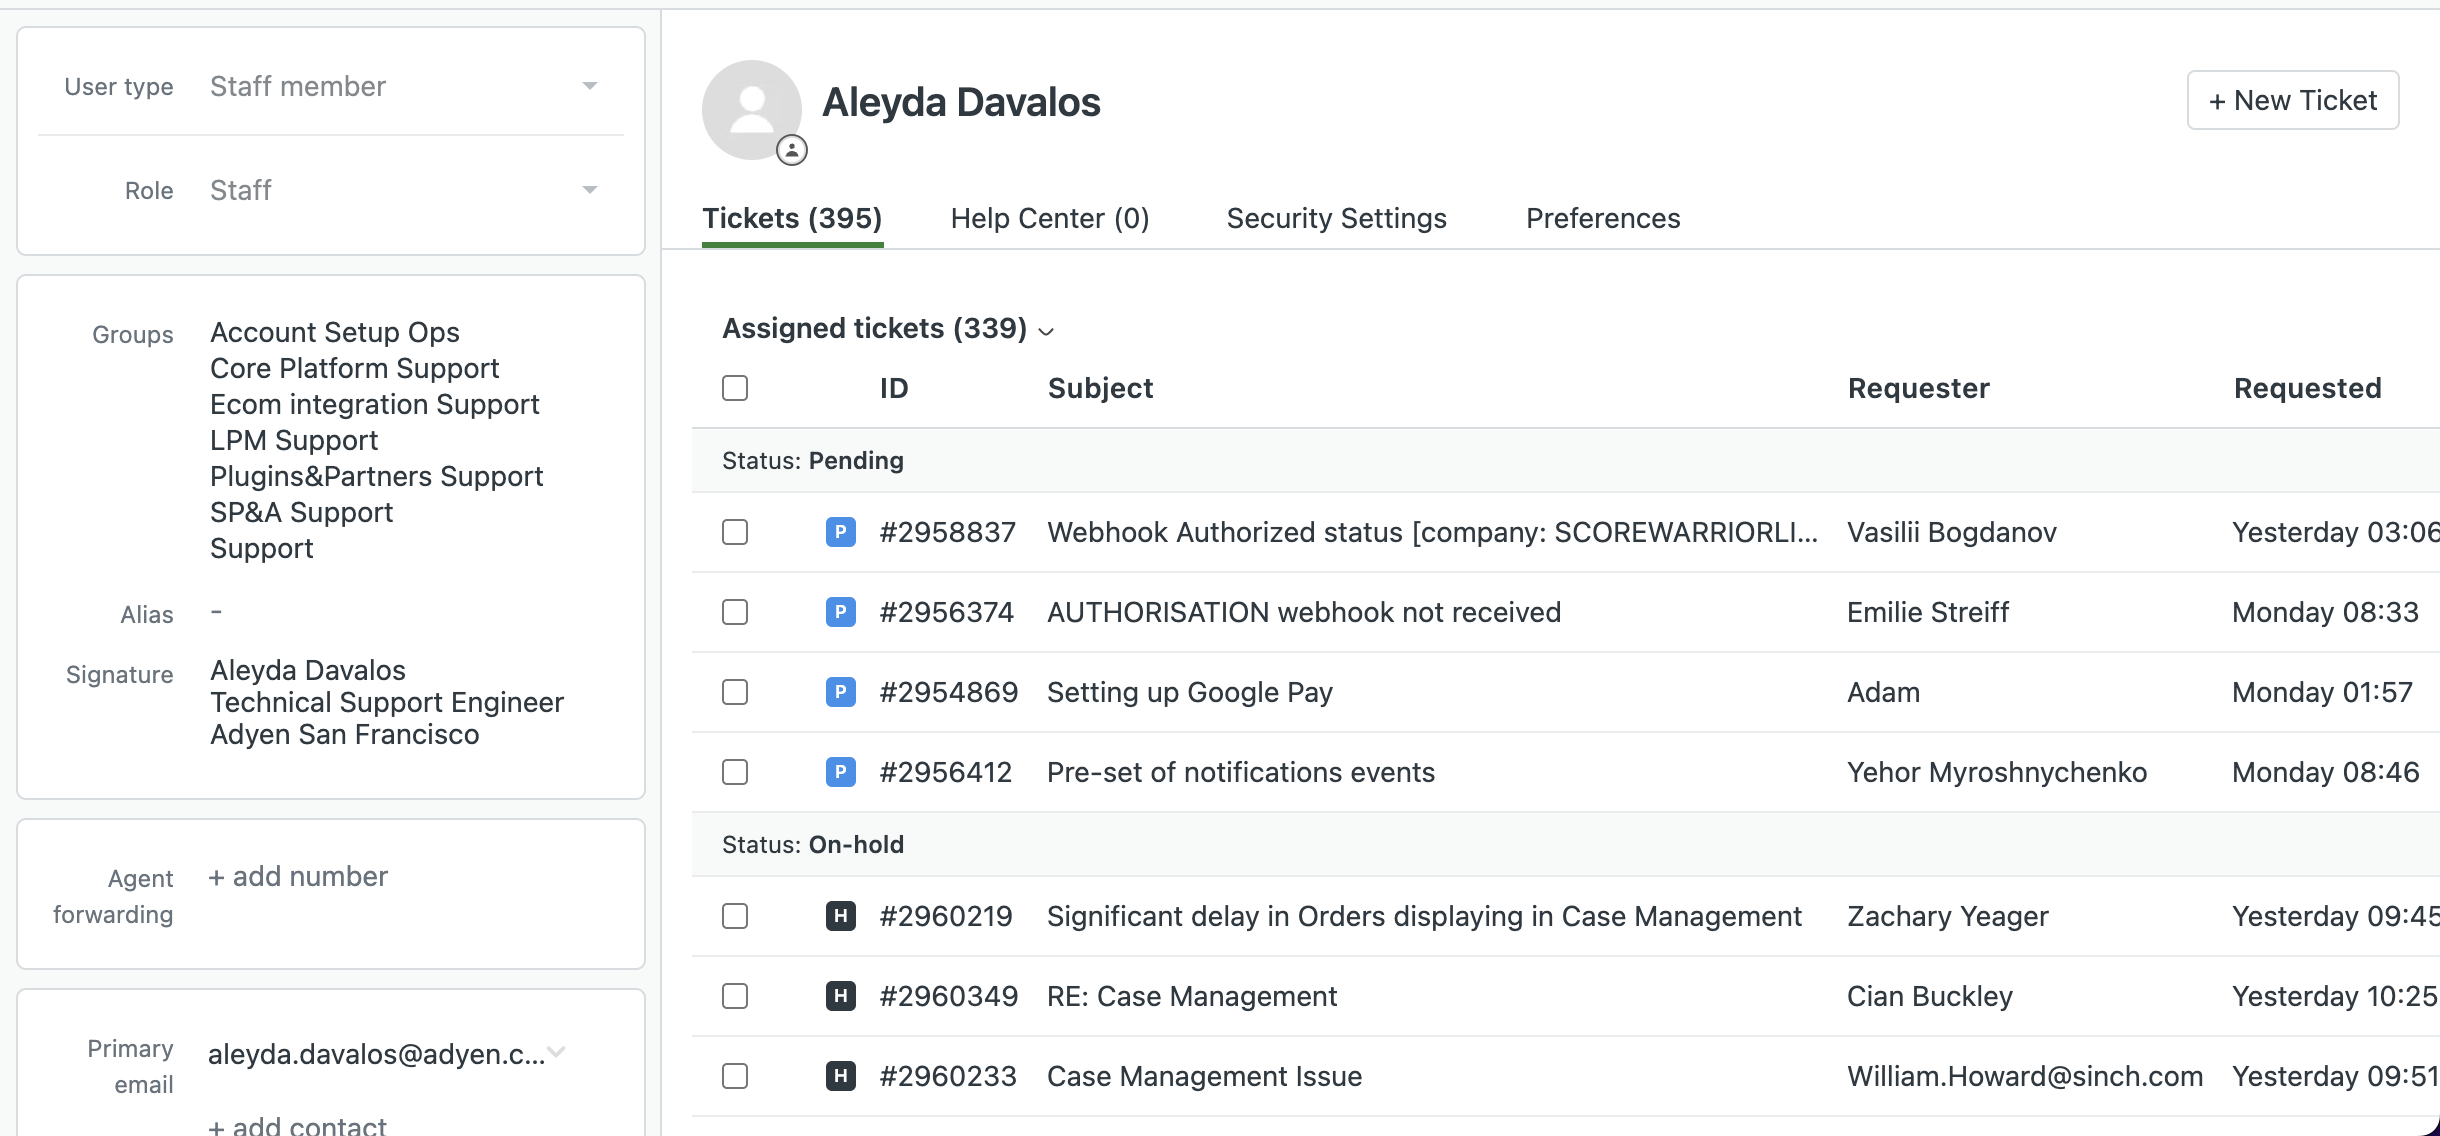 User type Staff member
Role Staff
Groups Account Setup Ops
Core Platform Support
Ecom integration Support
LPM Support
Plugins&Partners Support
SP&A Support
Support
Alias -
Signature Aleyda Davalos
Technical Support Engineer
Adyen San Francisco
Agent forwarding + add number
Primary email aleyda.davalos@adyen.c...
+ add contact
Aleyda Davalos
+ New Ticket
Tickets (395) Help Center (0) Security Settings Preferences
Assigned tickets (339)
ID Subject Requester Requested
Status: Pending
P #2958837 Webhook Authorized status [company: SCOREWARRIORLI... Vasilii Bogdanov Yesterday 03:06
P #2956374 AUTHORISATION webhook not received Emilie Streiff Monday 08:33
P #2954869 Setting up Google Pay Adam Monday 01:57
P #2956412 Pre-set of notifications events Yehor Myroshnychenko Monday 08:46
Status: On-hold
H #2960219 Significant delay in Orders displaying in Case Management Zachary Yeager Yesterday 09:45
H #2960349 RE: Case Management Cian Buckley Yesterday 10:25
H #2960233 Case Management Issue William.Howard@sinch.com Yesterday 09:51